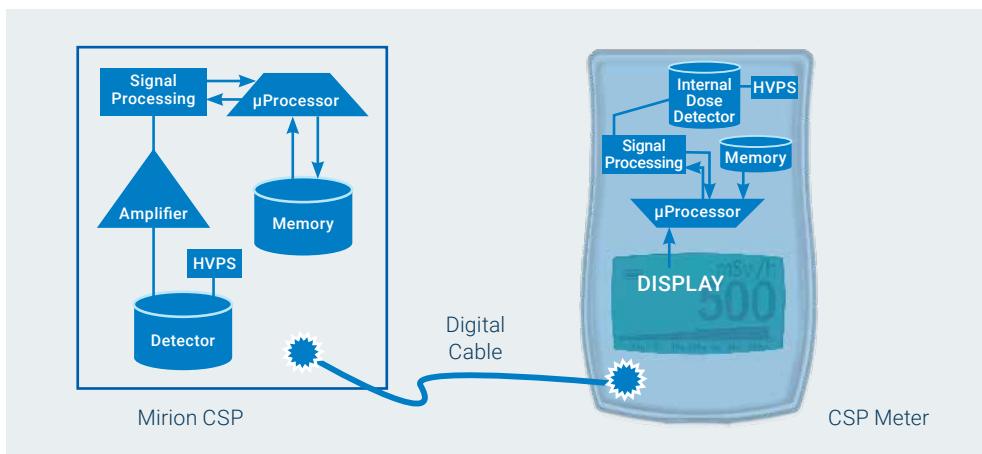 Signal
Processing
µProcessor
Amplifier
Memory
HVPS
Detector
Mirion CSP
Digital
Cable
Internal
Dose
Detector
HVPS
Signal
Processing
Memory
µProcessor
mSv/h
DISPLAY
500
CSP Meter